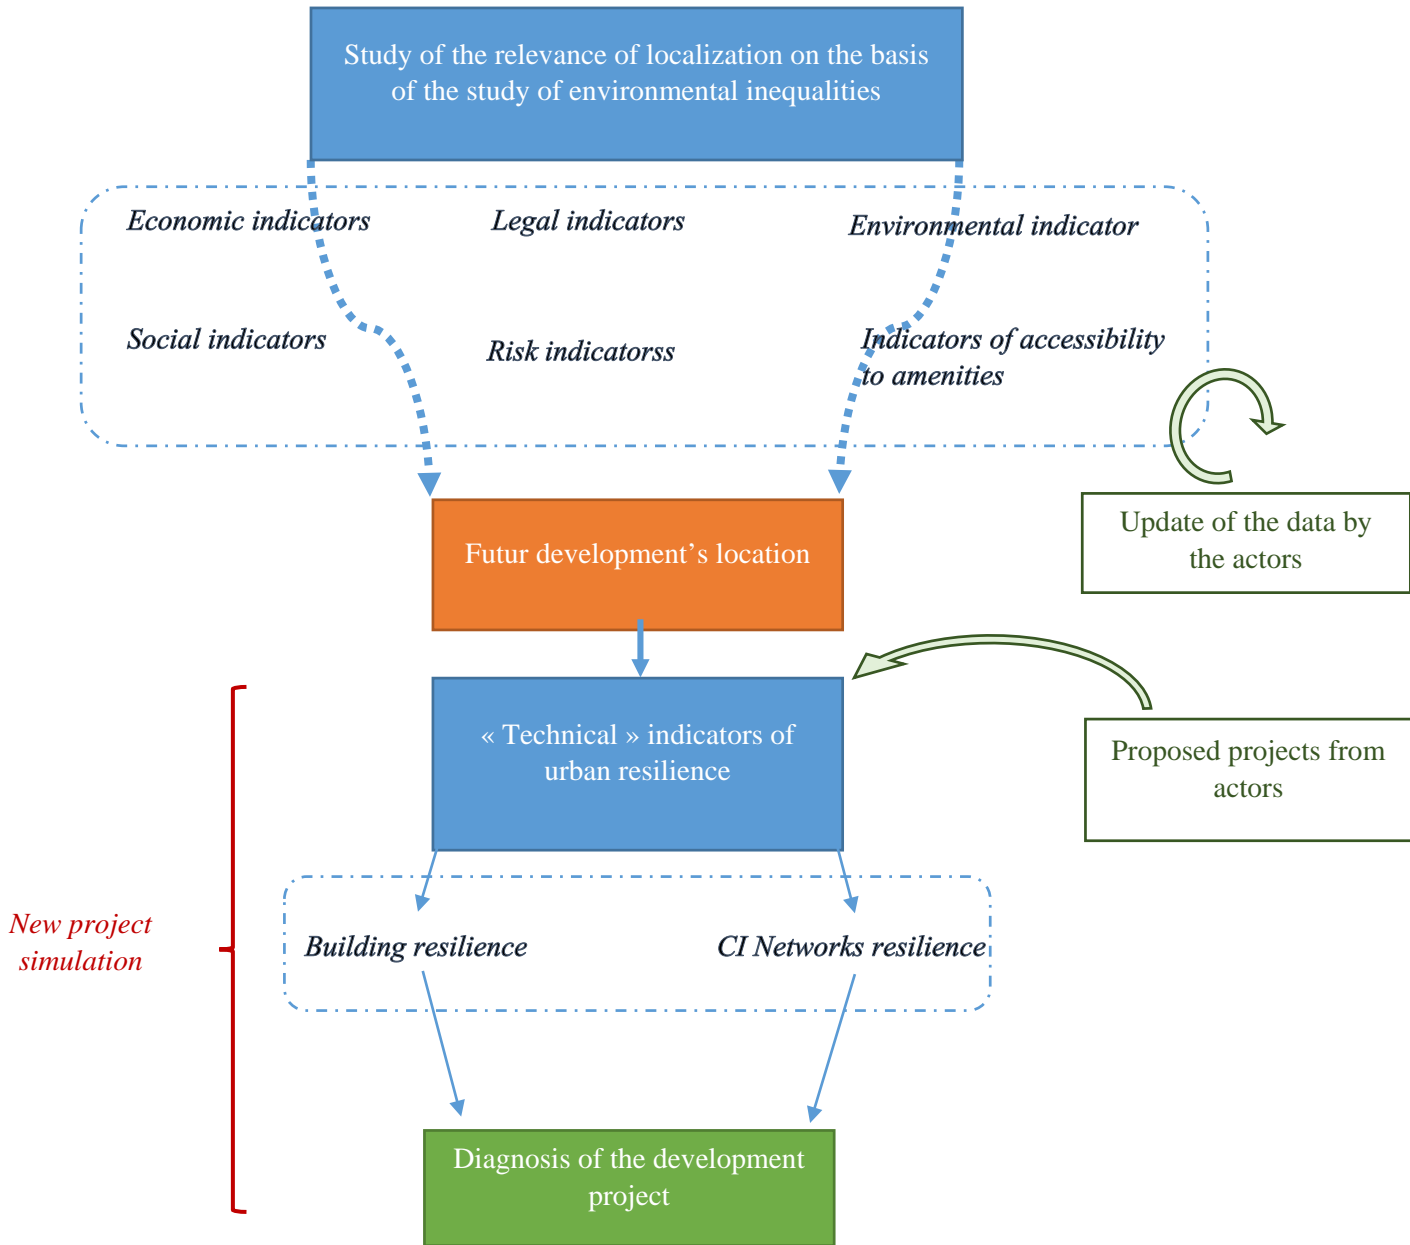 Study of the relevance of localization on the basis
of the study of environmental inequalities
Economic indicators
Legal indicators
Environmental indicator
Social indicators
Risk indicatorss
Indicators of accessibility
to amenities
Futur development’s location
Update of the data by
the actors
« Technical » indicators of
urban resilience
Proposed projects from
actors
New project
simulation
Building resilience
CI Networks resilience
Diagnosis of the development
project